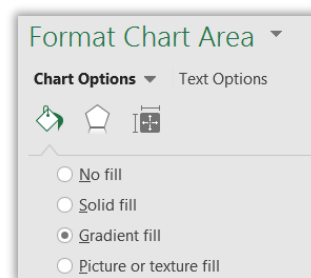 Format Chart Area
Chart Options Text Options
No fill
Solid fill
Gradient fill
Picture or texture fill